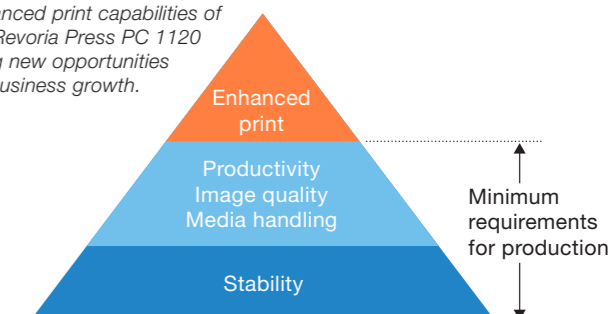 nced print capabilities of
Revoria Press PC 1120
g new opportunities
usiness growth.
Enhanced
print
Productivity
Image quality
Media handling
Stability
Minimum
requirements
for production